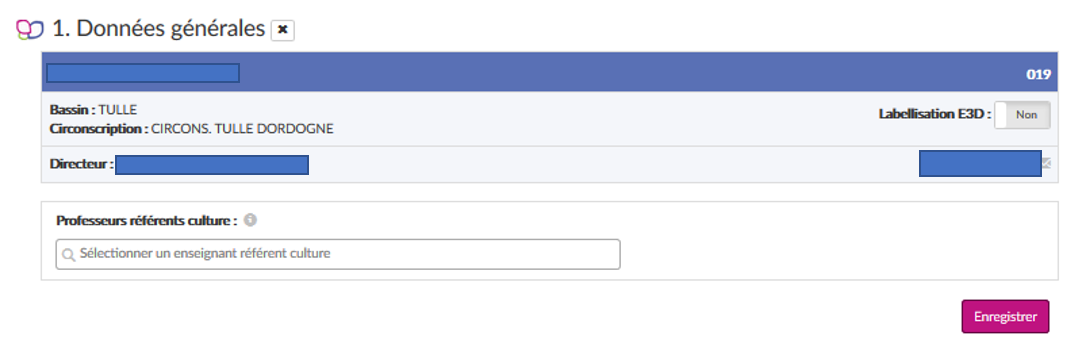 1. Données générales
019
Bassin : TULLE
Labellisation E3D : Non
Circonscription : CIRCONS. TULLE DORDOGNE
Directeur :
Professeurs référents culture :
Sélectionner un enseignant référent culture
Enregistrer